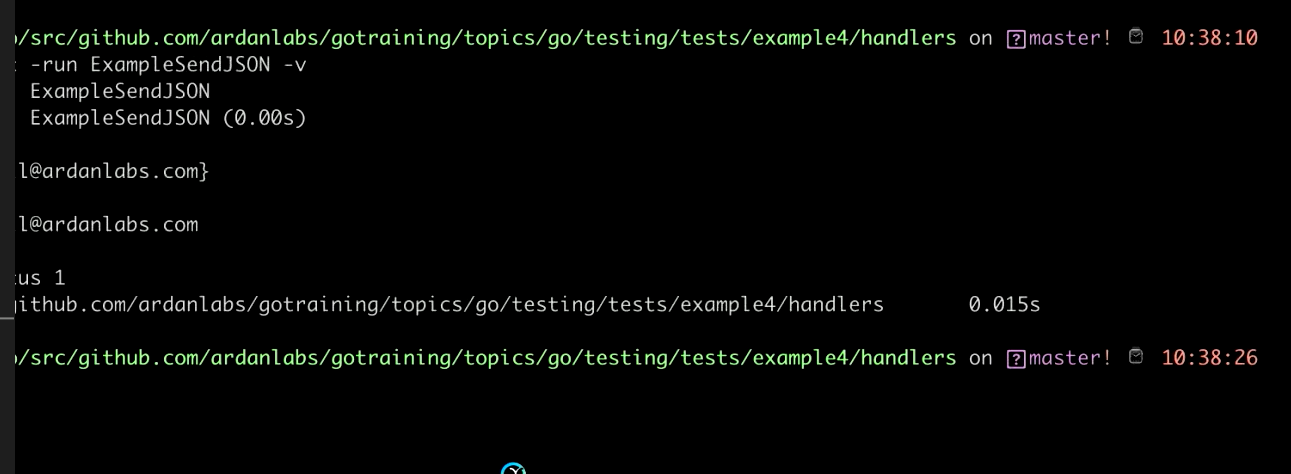 /src/github.com/ardanlabs/gotraining/topics/go/testing/tests/example4/handlers on master! 10:38:10
-run ExampleSendJSON -v
ExampleSendJSON
ExampleSendJSON (0.00s)
l@ardanlabs.com}
l@ardanlabs.com
tus 1
github.com/ardanlabs/gotraining/topics/go/testing/tests/example4/handlers 0.015s
/src/github.com/ardanlabs/gotraining/topics/go/testing/tests/example4/handlers on master! 10:38:26